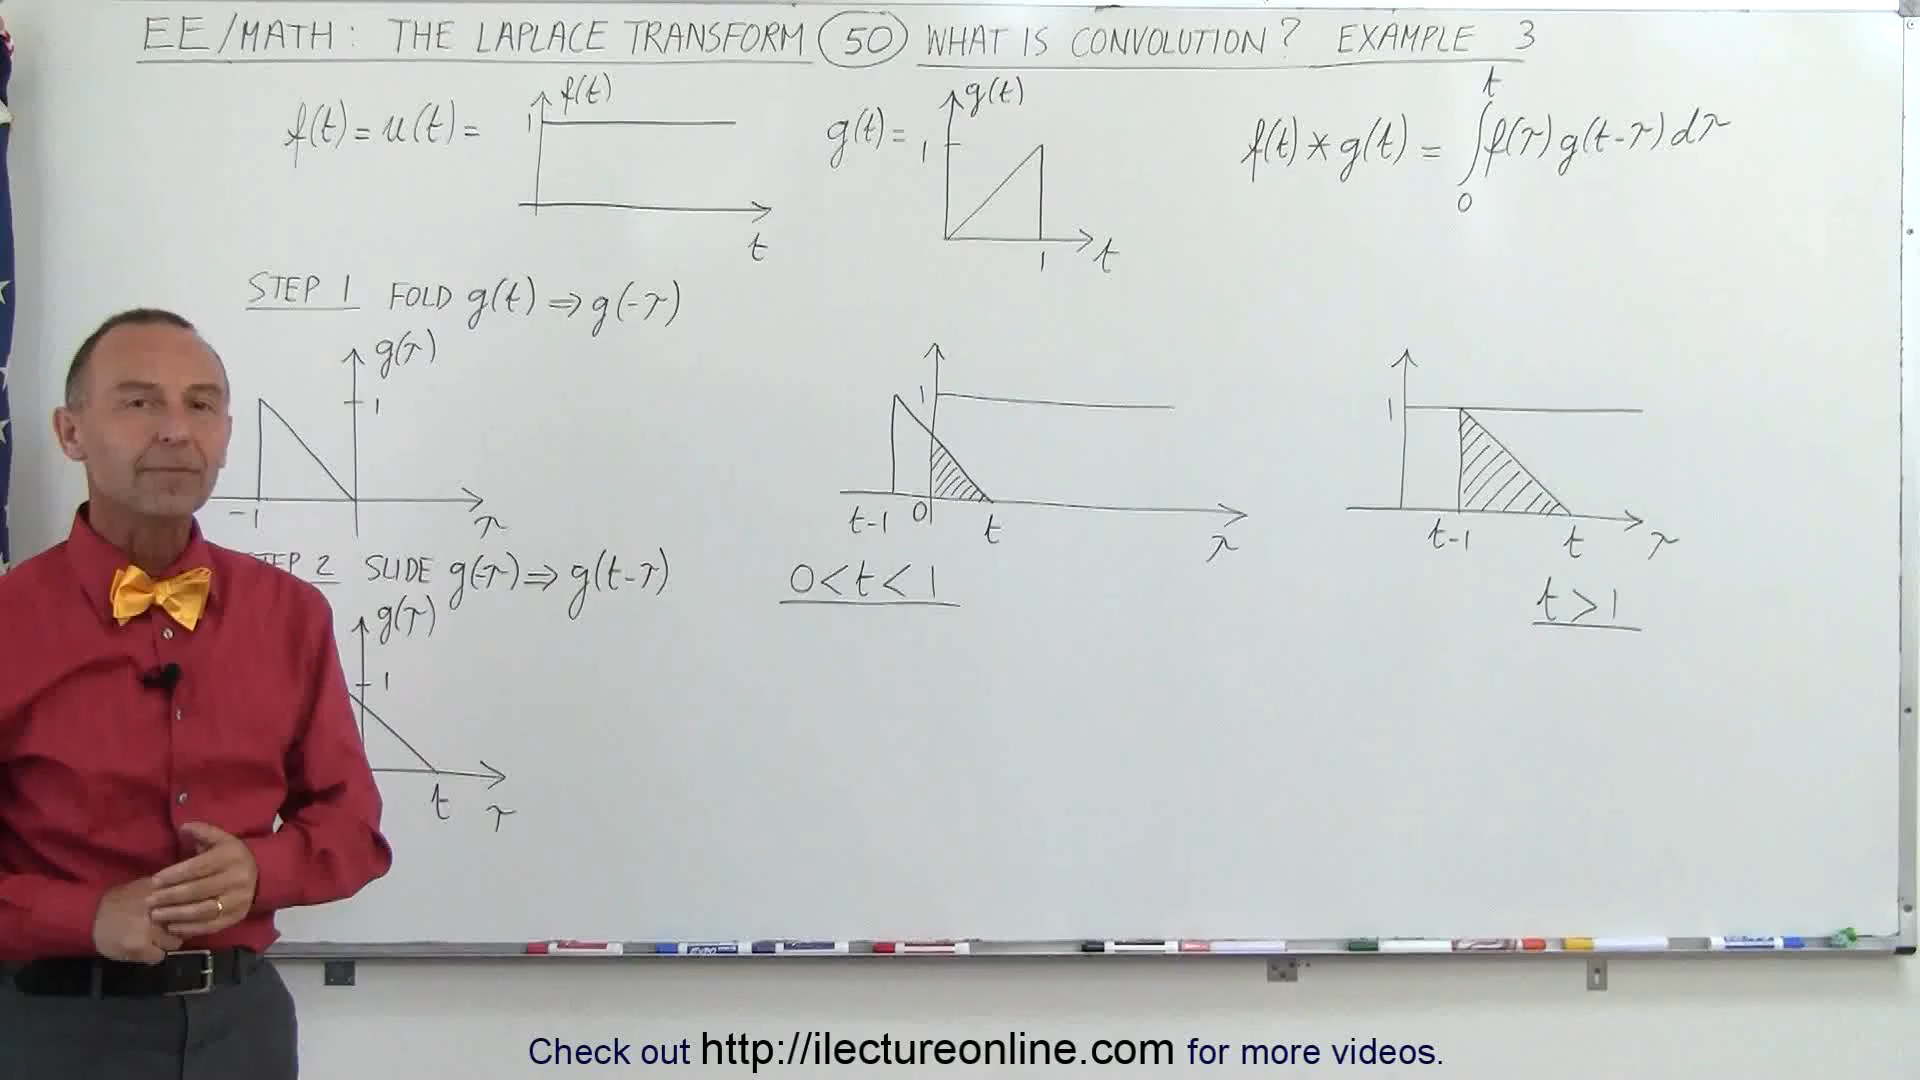 EE/MATH: THE LAPLACE TRANSFORM 50 WHAT IS CONVOLUTION? EXAMPLE 3
f(t) = u(t) =
f(t)
1
t
g(t) =
g(t)
1
1
t
f(t) * g(t) = ∫₀ᵗ f(τ) g(t-τ) dτ
STEP 1 FOLD g(t) ⇒ g(-τ)
g(τ)
1
-1
τ
STEP 2 SLIDE g(-τ) ⇒ g(t-τ)
g(τ)
1
t
τ
1
t-1
0
t
τ
0 < t < 1
1
t-1
t
τ
t > 1
EXPO
Check out http://ilectureonline.com for more videos.